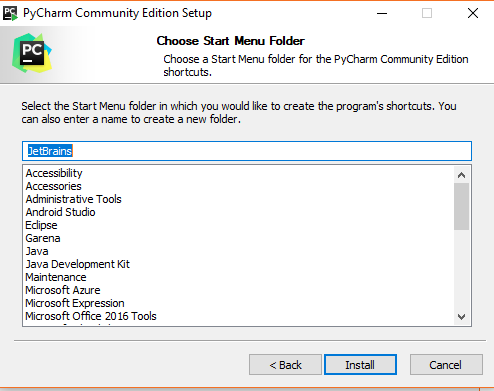 PyCharm Community Edition Setup
PC
Choose Start Menu Folder
Choose a Start Menu folder for the PyCharm Community Edition
shortcuts.
Select the Start Menu folder in which you would like to create the program's shortcuts. You
can also enter a name to create a new folder.
JetBrains
Accessibility
Accessories
Administrative Tools
Android Studio
Eclipse
Garena
Java
Java Development Kit
Maintenance
Microsoft Azure
Microsoft Expression
Microsoft Office 2016 Tools
< Back
Install
Cancel